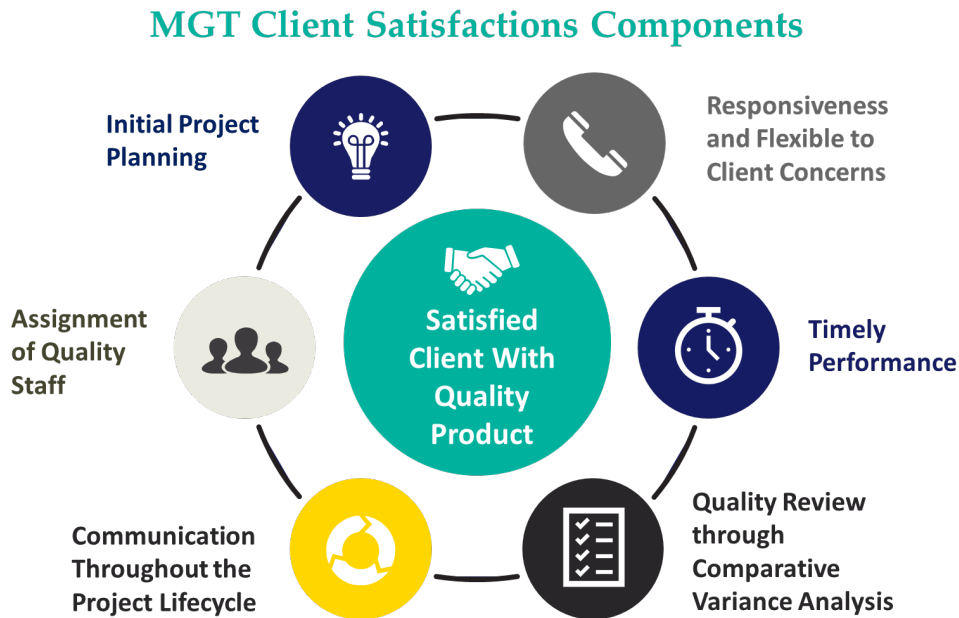 MGT Client Satisfactions Components
Initial Project
Planning
Responsiveness
and Flexible to
Client Concerns
Assignment
of Quality
Staff
Satisfied
Client With
Quality
Product
Timely
Performance
Communication
Throughout the
Project Lifecycle
Quality Review
through
Comparative
Variance Analysis